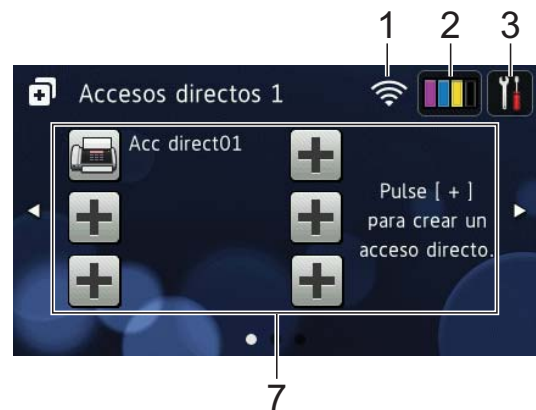 1 2 3
Accesos directos 1
Acc direct01
Pulse [ + ]
para crear un
acceso directo.
7